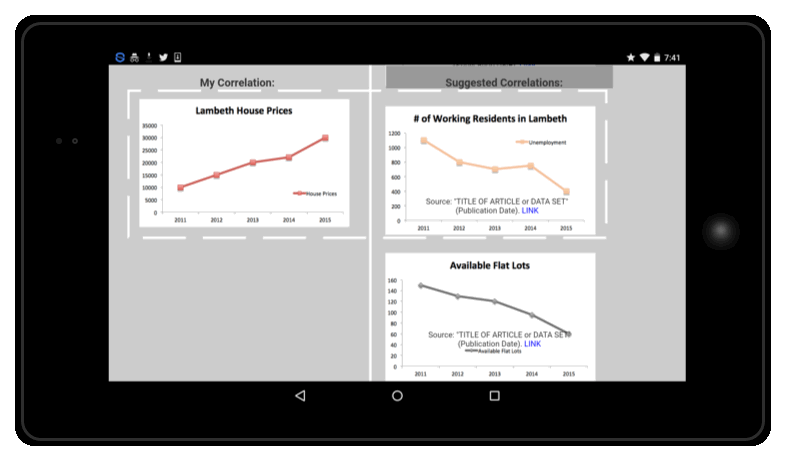 7:41
My Correlation:
Suggested Correlations:
Lambeth House Prices
35000
30000
25000
20000
15000
10000
5000
0
House Prices
2011 2012 2013 2014 2015
# of Working Residents in Lambeth
1200
1000
800
600
400
200
0
Unemployment
Source: "TITLE OF ARTICLE or DATA SET"
(Publication Date). LINK
2011 2012 2013 2014 2015
Available Flat Lots
160
140
120
100
80
60
40
20
0
Source: "TITLE OF ARTICLE or DATA SET"
(Publication Date). LINK
Available Flat Lots
2011 2012 2013 2014 2015